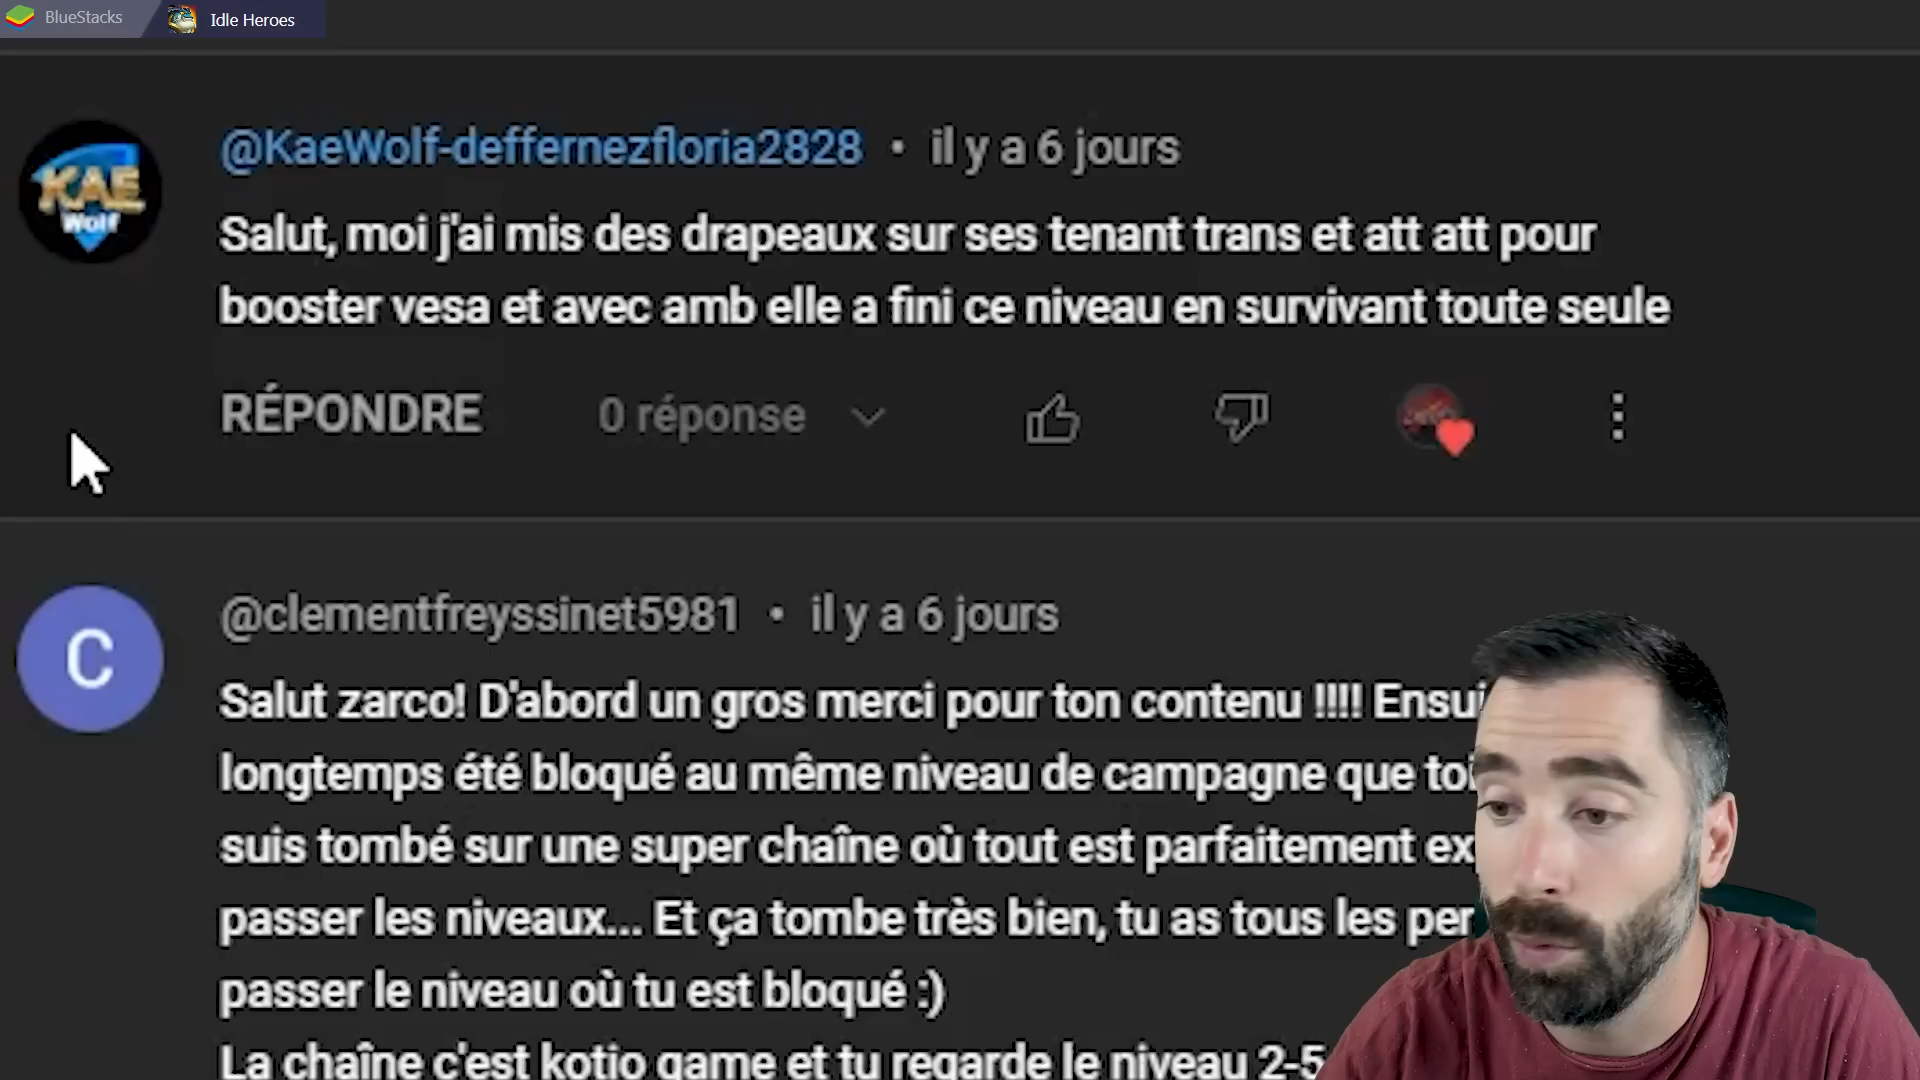 BlueStacks
Idle Heroes
@KaeWolf-deffernezfloria2828 • il y a 6 jours
KAE
Wolf
Salut, moi j'ai mis des drapeaux sur ses tenant trans et att att pour
booster vesa et avec amb elle a fini ce niveau en survivant toute seule
RÉPONDRE 0 réponse
C
@clementfreyssinet5981 • il y a 6 jours
Salut zarco! D'abord un gros merci pour ton contenu !!!!
longtemps été bloqué au même niveau de campagne que toi
suis tombé sur une super chaîne où tout est parfaitement
passer les niveaux... Et ça tombe très bien, tu as tous les
passer le niveau où tu est bloqué :)
La chaîne c'est kotio game et tu regarde le niveau 2-5